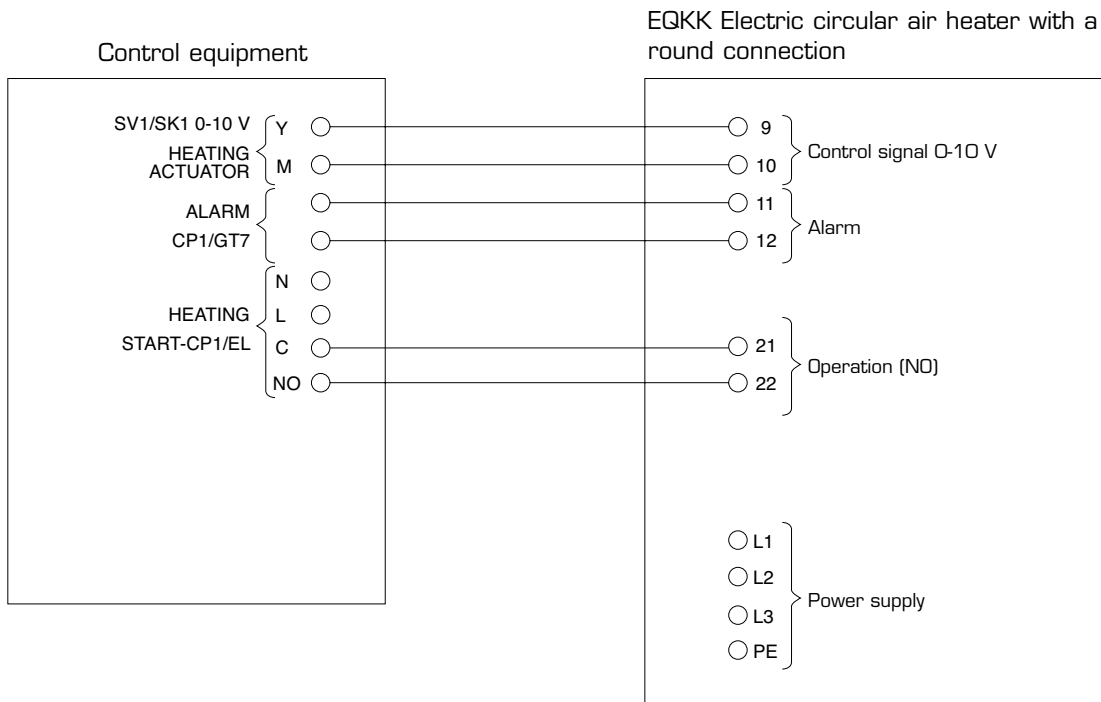 EQKK Electric circular air heater with a
round connection
Control equipment
SV1/SK1 0-10 V
HEATING
ACTUATOR
Y
M
ALARM
CP1/GT7
HEATING
START-CP1/EL
N
L
C
NO
9
10
Control signal 0-10 V
11
12
Alarm
21
22
Operation (NO)
L1
L2
L3
PE
Power supply